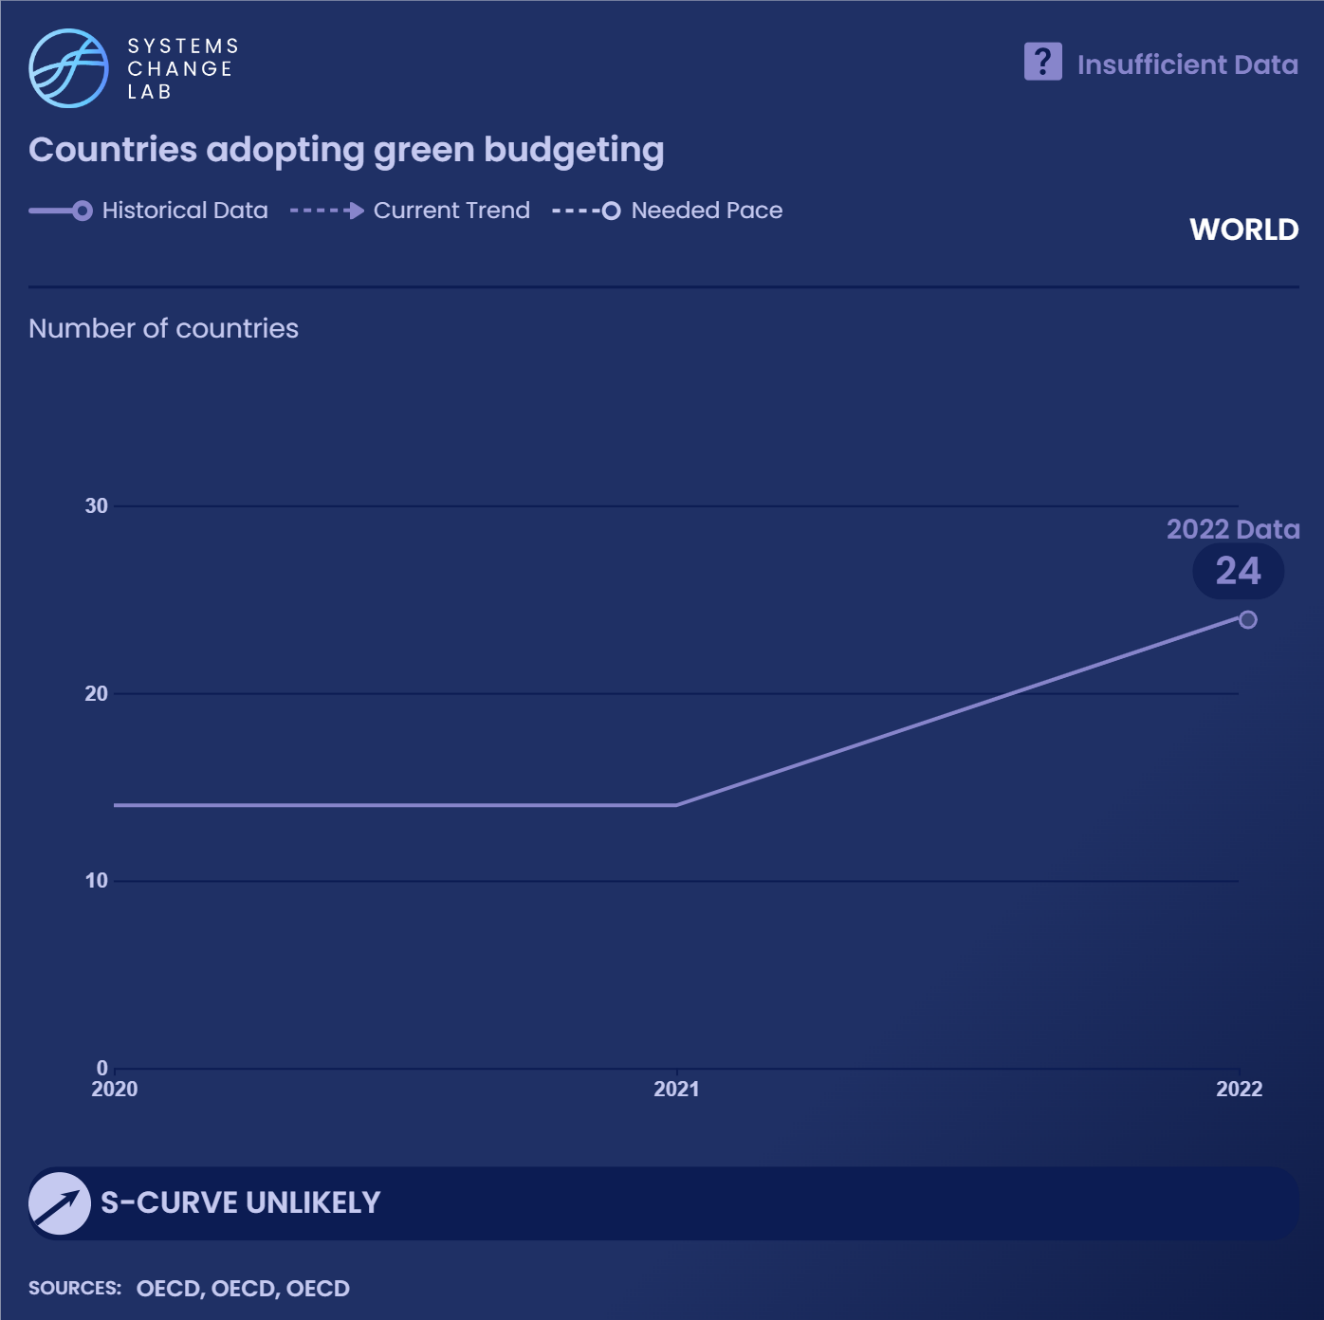 SYSTEMS
CHANGE
LAB
? Insufficient Data
Countries adopting green budgeting
Historical Data Current Trend Needed Pace
WORLD
Number of countries
30
2022 Data
24
20
10
0
2020 2021 2022
S-CURVE UNLIKELY
SOURCES: OECD, OECD, OECD